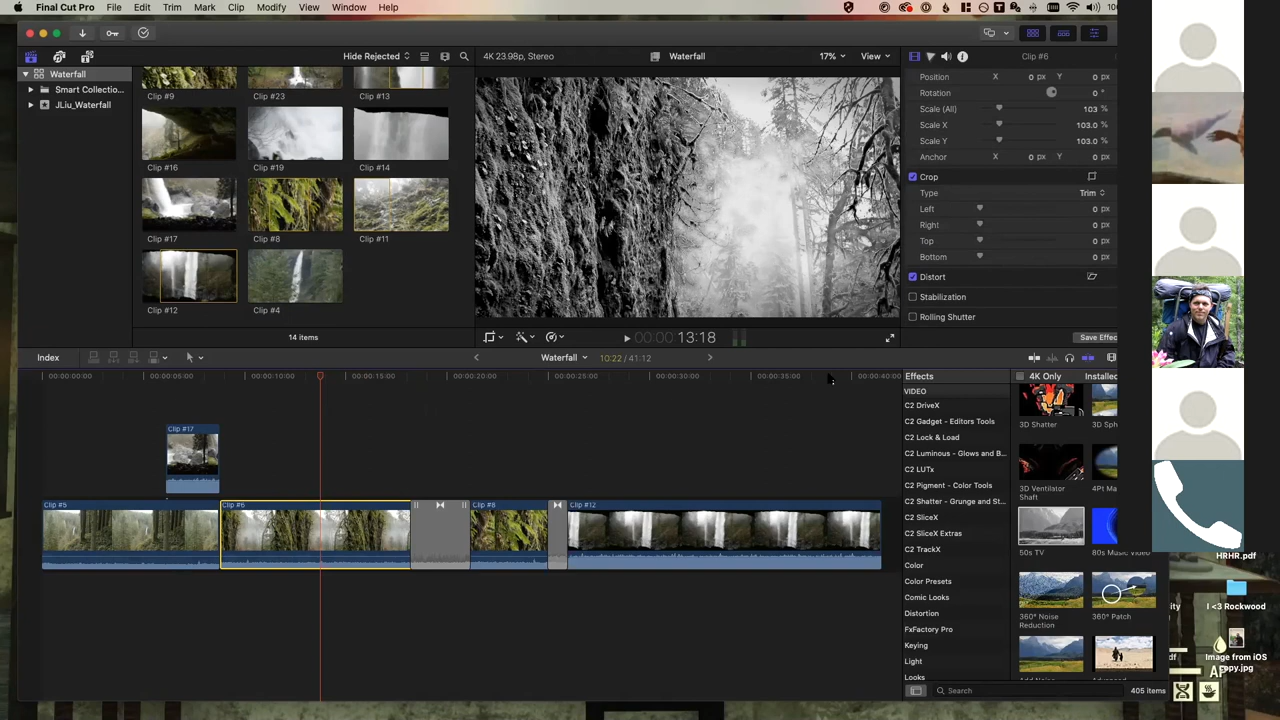 Final Cut Pro File Edit Trim Mark Clip Modify View Window Help
Hide Rejected 4K 23.98p, Stereo Waterfall 17% View Clip #6
Waterfall
Smart Collectio...
JLiu_Waterfall
Clip #9 Clip #23 Clip #13
Clip #16 Clip #19 Clip #14
Clip #17 Clip #8 Clip #11
Clip #12 Clip #4
14 items
00:00:00 13:18
Position X 0 px Y 0 px
Rotation 0 °
Scale (All) 103 %
Scale X 103.0 %
Scale Y 103.0 %
Anchor X 0 px Y 0 px
Crop
Type Trim
Left 0 px
Right 0 px
Top 0 px
Bottom 0 px
Distort
Stabilization
Rolling Shutter
Save Effec
Index Waterfall 10:22 / 41:12
00:00:00:00 00:00:05:00 00:00:10:00 00:00:15:00 00:00:20:00 00:00:25:00 00:00:30:00 00:00:35:00 00:00:40:00
Clip #17
Clip #5 Clip #6 Clip #8 Clip #12
Effects 4K Only Installed
VIDEO
C2 DriveX
C2 Gadget - Editors Tools
C2 Lock & Load
C2 Luminous - Glows and B...
C2 LUTx
C2 Pigment - Color Tools
C2 Shatter - Grunge and St...
C2 SliceX
C2 SliceX Extras
C2 TrackX
Color
Color Presets
Comic Looks
Distortion
FxFactory Pro
Keying
Light
Looks
3D Shatter 3D Sph
3D Ventilator
Shaft
4Pt Ma
50s TV 80s Music Video
360° Noise
Reduction
360° Patch
Search 405 items
HRHR.pdf
I <3 Rockwood
Image from iOS
copy.jpg